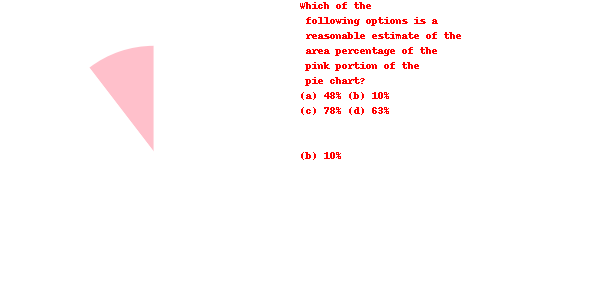 Which of the
following options is a
reasonable estimate of the
area percentage of the
pink portion of the
pie chart?
(a) 48% (b) 10%
(c) 78% (d) 63%
(b) 10%